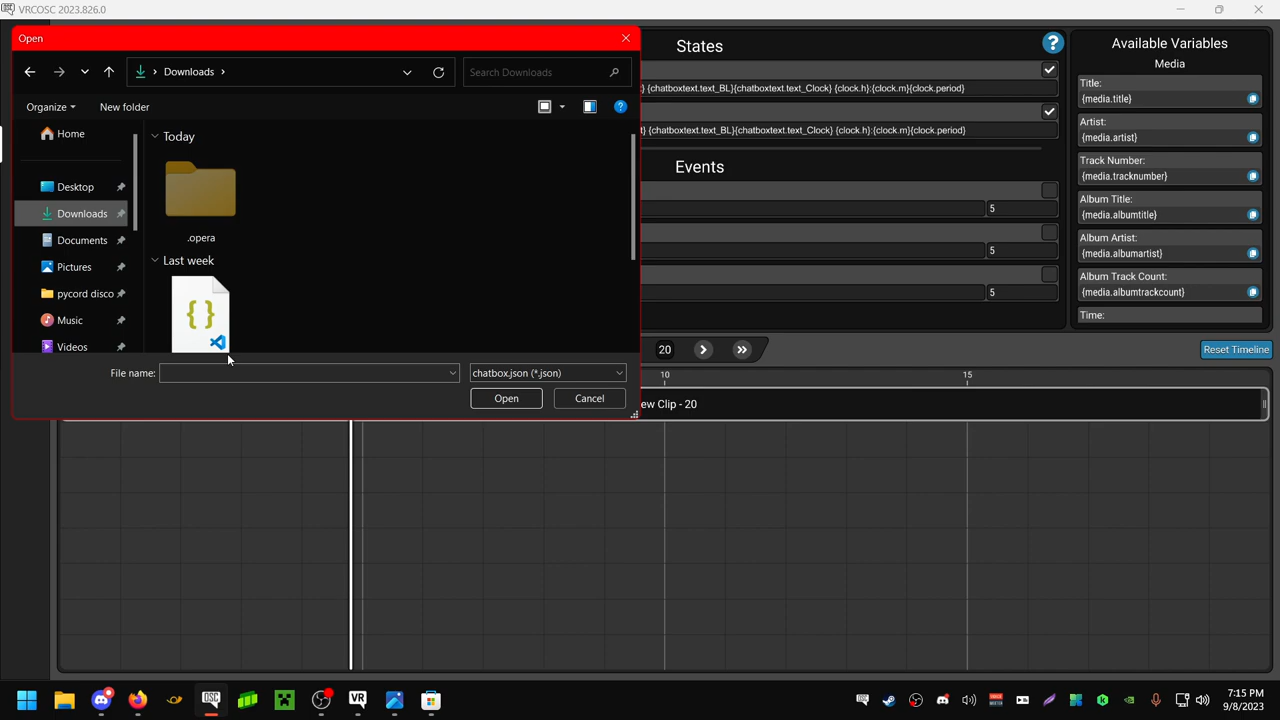 VRCOSC 2023.826.0
Open
Downloads
Search Downloads
Organize
New folder
Home
Desktop
Downloads
Documents
Pictures
pycord disco
Music
Videos
Today
.opera
Last week
File name:
chatbox.json (*.json)
Open
Cancel
States
{chatboxtext.text_BL}{chatboxtext.text_Clock} {clock.h}:{clock.m}{clock.period}
{chatboxtext.text_BL}{chatboxtext.text_Clock} {clock.h}:{clock.m}{clock.period}
Events
5
5
5
Available Variables
Media
Title:
{media.title}
Artist:
{media.artist}
Track Number:
{media.tracknumber}
Album Title:
{media.albumtitle}
Album Artist:
{media.albumartist}
Album Track Count:
{media.albumtrackcount}
Time:
20
Reset Timeline
10
15
ew Clip - 20
OSC
VR
7:15 PM
9/8/2023